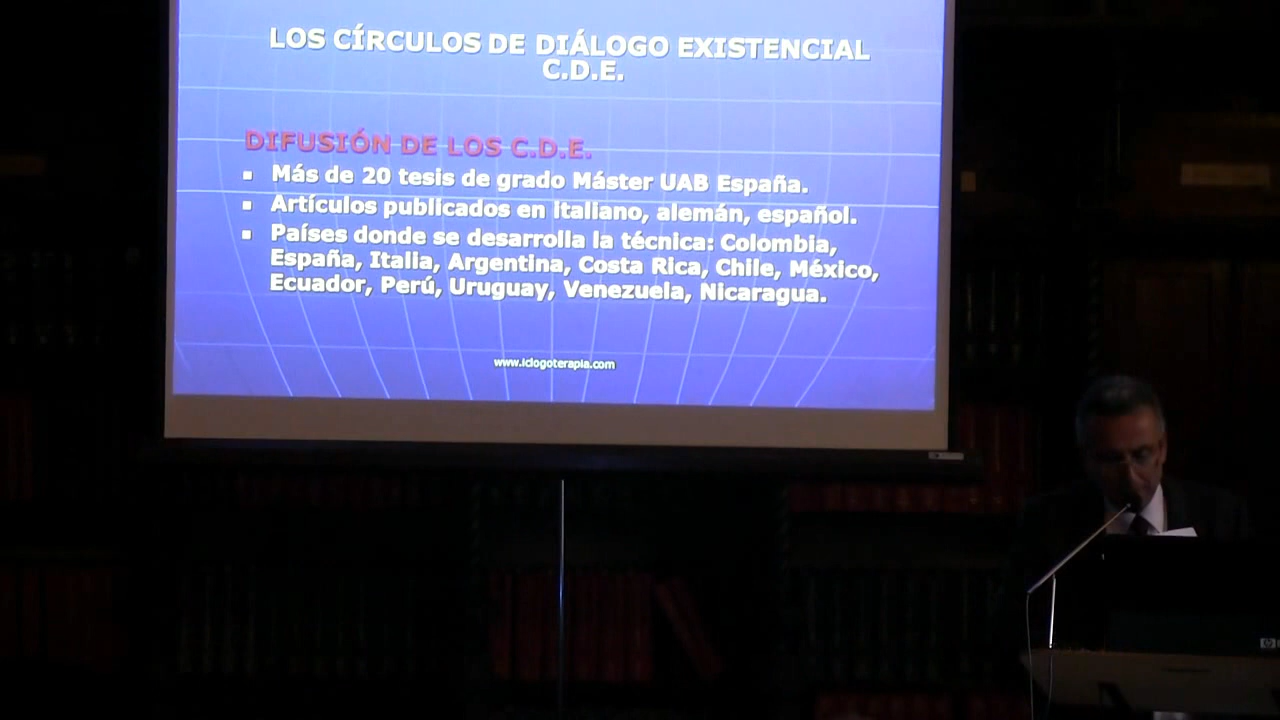 LOS CÍRCULOS DE DIÁLOGO EXISTENCIAL
C.D.E.
DIFUSIÓN DE LOS C.D.E.
▪ Más de 20 tesis de grado Máster UAB España.
▪ Artículos publicados en italiano, alemán, español.
▪ Países donde se desarrolla la técnica: Colombia,
España, Italia, Argentina, Costa Rica, Chile, México,
Ecuador, Perú, Uruguay, Venezuela, Nicaragua.
www.iclogoterapia.com
hp